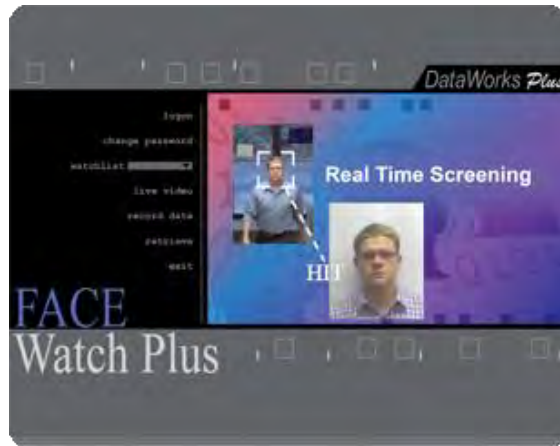 DataWorks Plus
logon
change password
watchlist
live video
record data
retrieve
exit
Real Time Screening
HIT
FACE
Watch Plus